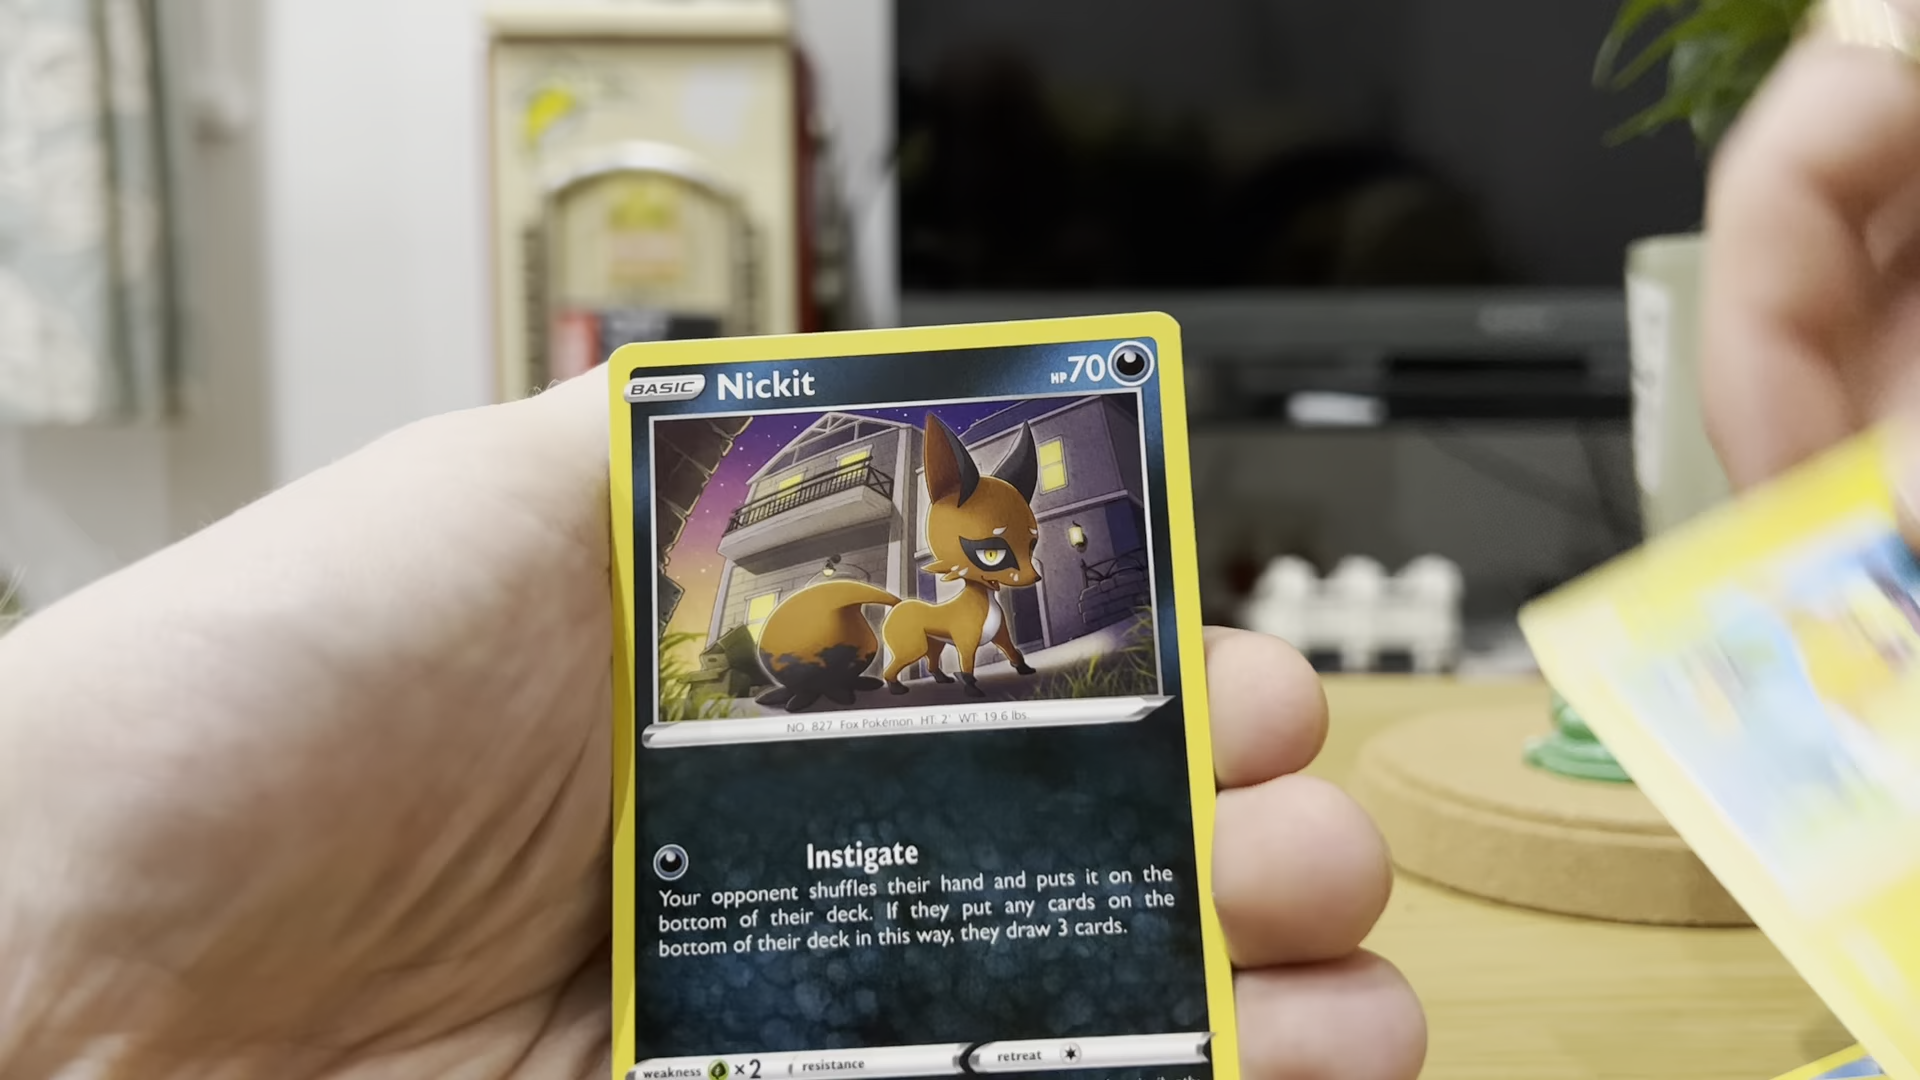 BASIC Nickit HP 70
NO. 827 Fox Pokémon HT: 2' WT: 19.6 lbs.
Instigate
Your opponent shuffles their hand and puts it on the
bottom of their deck. If they put any cards on the
bottom of their deck in this way, they draw 3 cards.
weakness ×2 resistance retreat